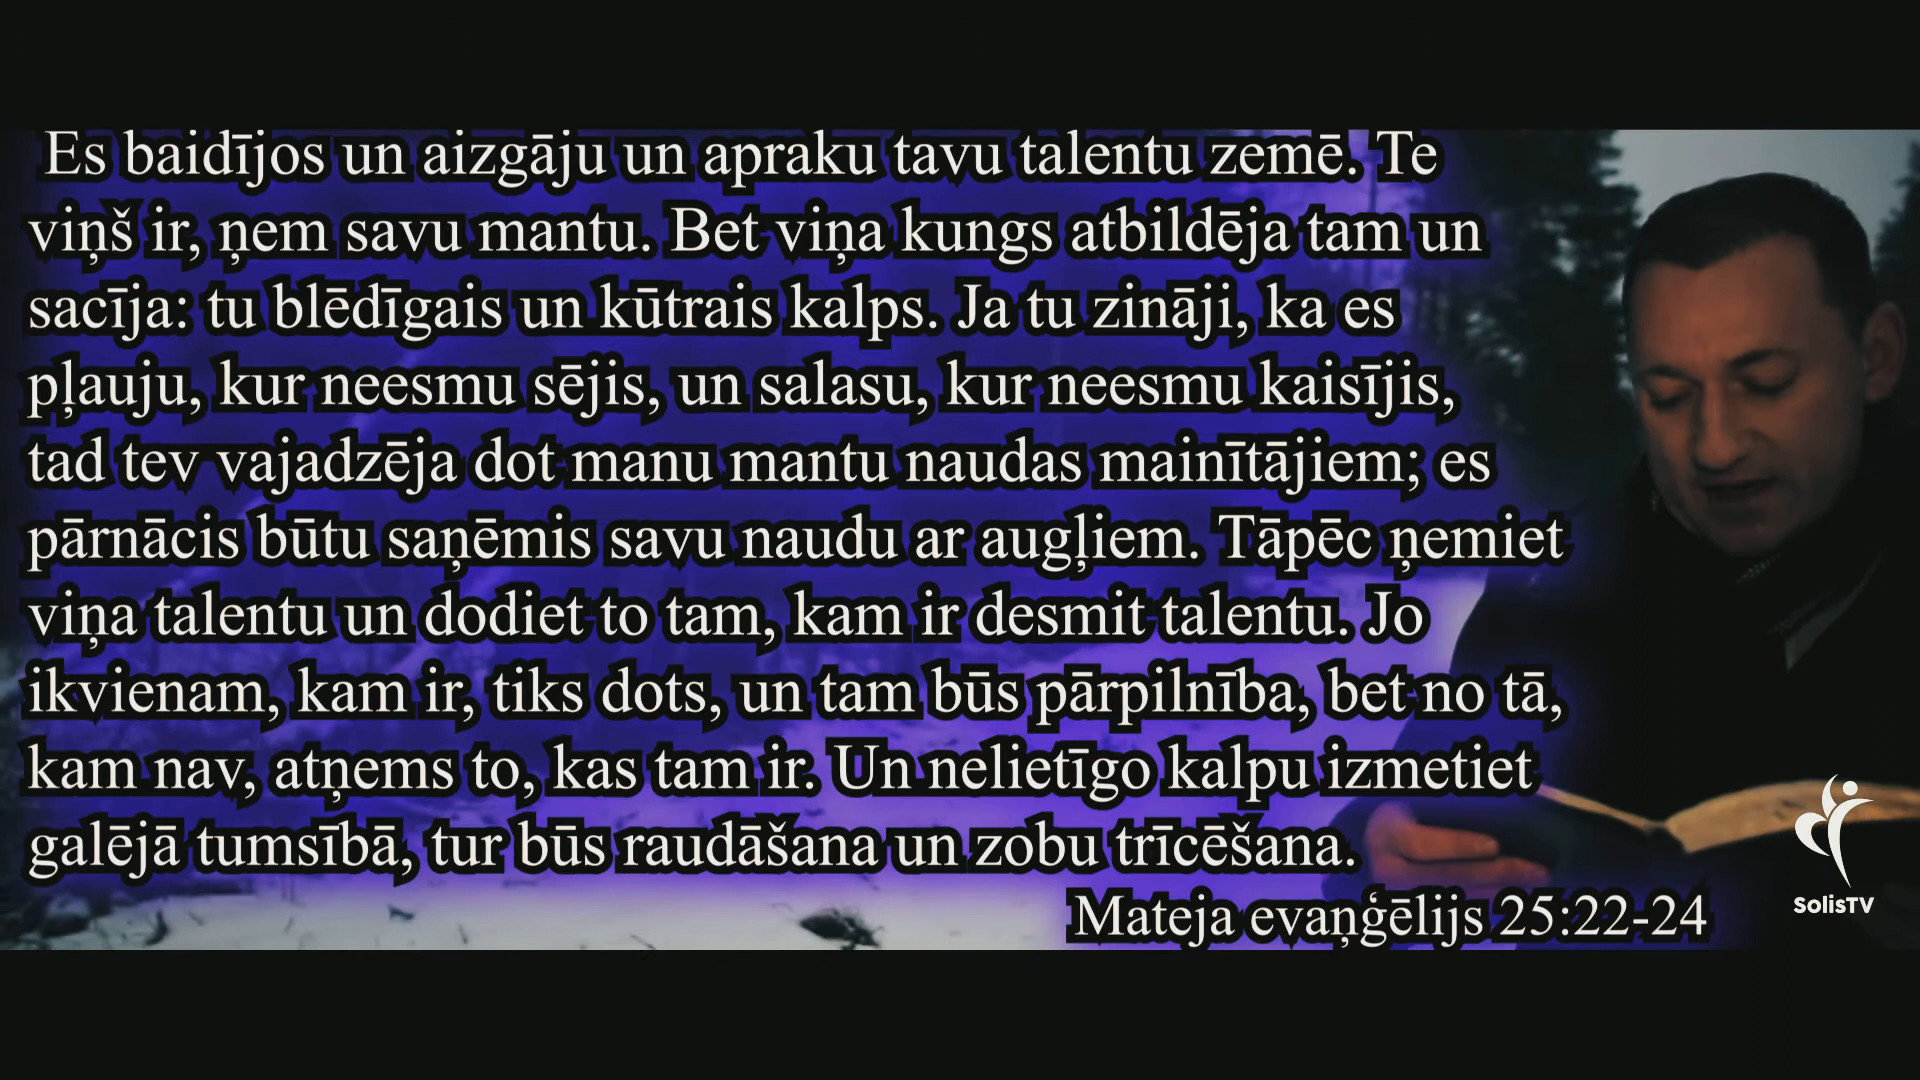 Es baidījos un aizgāju un apraku tavu talentu zemē. Te
viņš ir, ņem savu mantu. Bet viņa kungs atbildēja tam un
sacīja: tu blēdīgais un kūtrais kalps. Ja tu zināji, ka es
pļauju, kur neesmu sējis, un salasu, kur neesmu kaisījis,
tad tev vajadzēja dot manu mantu naudas mainītājiem; es
pārnācis būtu saņēmis savu naudu ar augļiem. Tāpēc ņemiet
viņa talentu un dodiet to tam, kam ir desmit talentu. Jo
ikvienam, kam ir, tiks dots, un tam būs pārpilnība, bet no tā,
kam nav, atņems to, kas tam ir. Un nelietīgo kalpu izmetiet
galējā tumsībā, tur būs raudāšana un zobu trīcēšana.
Mateja evaņģēlijs 25:22-24
SolisTV